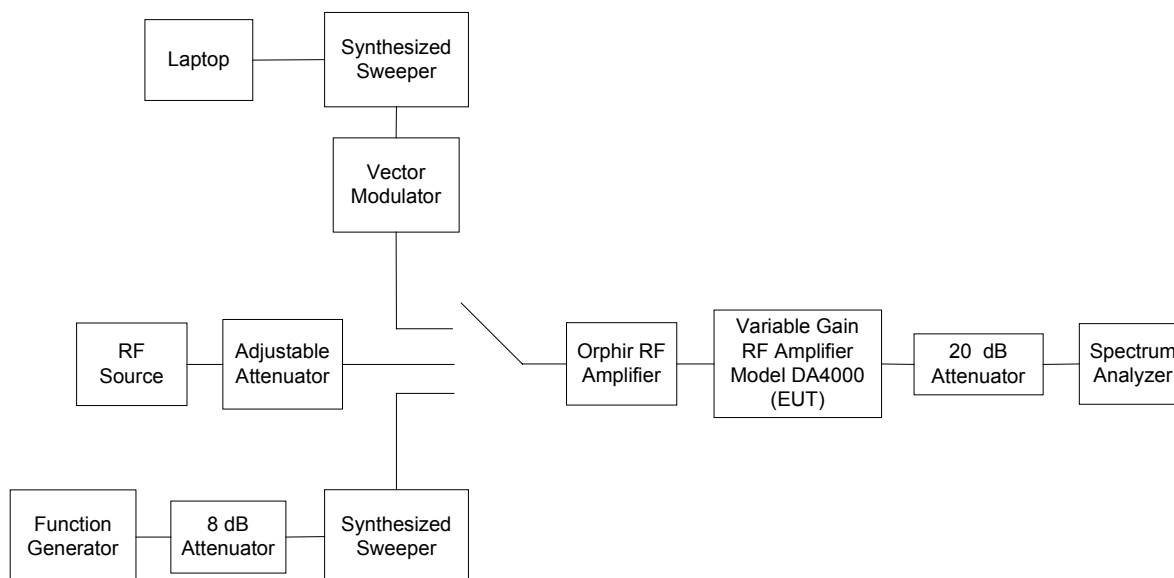 Laptop
Synthesized
Sweeper
Vector
Modulator
RF
Source
Adjustable
Attenuator
Orphir RF
Amplifier
Variable Gain
RF Amplifier
Model DA4000
(EUT)
20 dB
Attenuator
Spectrum
Analyzer
Function
Generator
8 dB
Attenuator
Synthesized
Sweeper